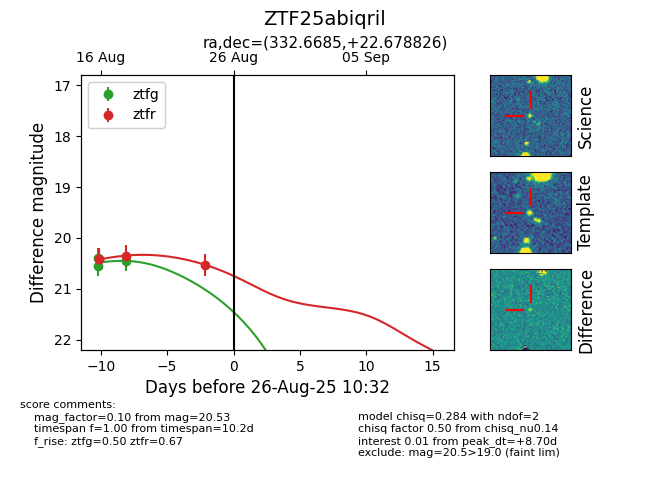 ZTF25abiqril
ra,dec=(332.6685,+22.678826)
16 Aug 26 Aug 05 Sep
17
18
19
20
21
22
Difference magnitude
ztfg
ztfr
−10 −5 0 5 10 15
Days before 26-Aug-25 10:32
Science
Template
Difference
score comments:
mag_factor=0.10 from mag=20.53
timespan f=1.00 from timespan=10.2d
f_rise: ztfg=0.50 ztfr=0.67
model chisq=0.284 with ndof=2
chisq factor 0.50 from chisq_nu0.14
interest 0.01 from peak_dt=+8.70d
exclude: mag=20.5>19.0 (faint lim)